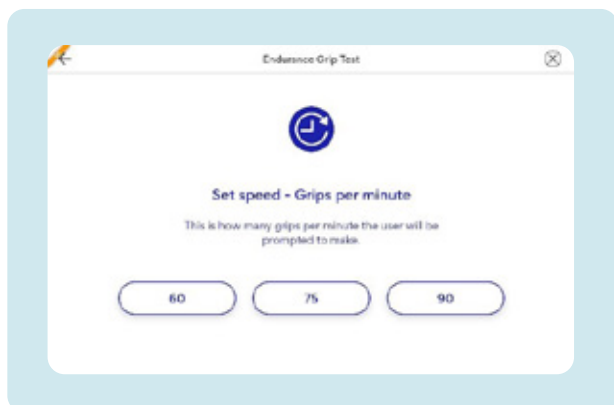 Endurance Grip Test
Set speed - Grips per minute
This is how many grips per minute the user will be
prompted to make.
60
75
90